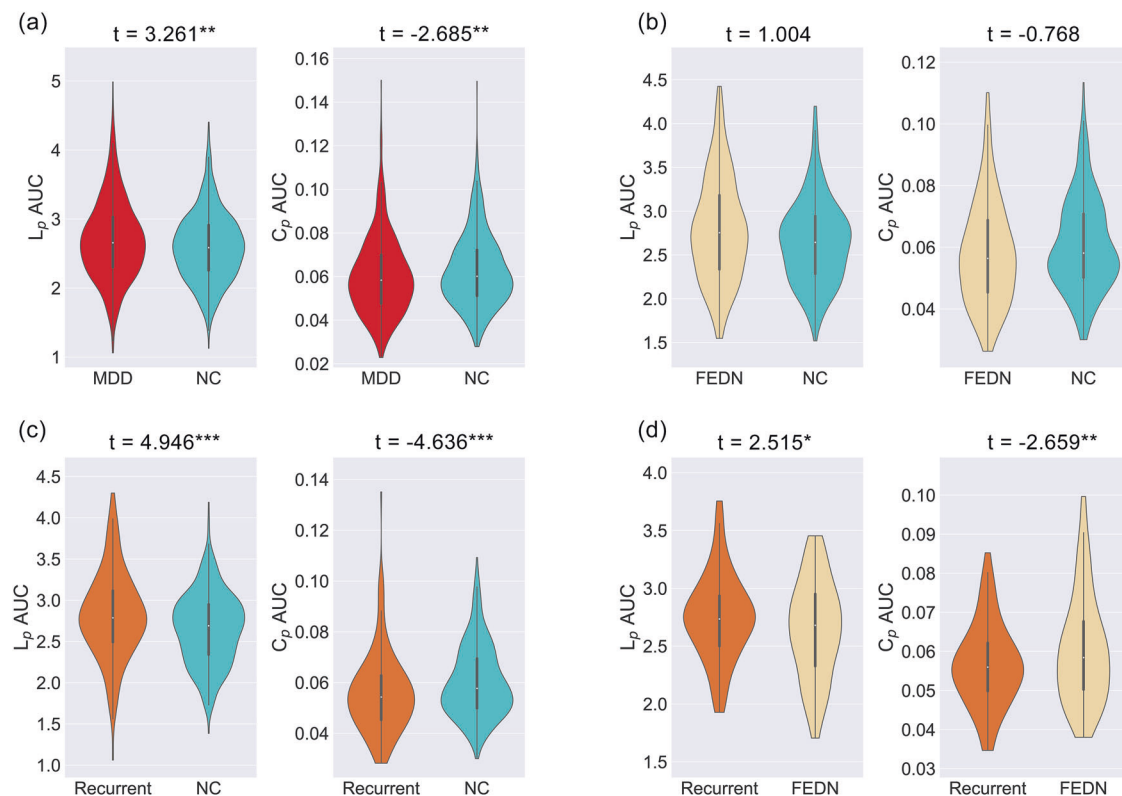 (a)
t = 3.261**
t = -2.685**
5
4
3
2
1
Lp AUC
MDD NC
0.16
0.14
0.12
0.10
0.08
0.06
0.04
0.02
Cp AUC
MDD NC
(b)
t = 1.004
t = -0.768
4.5
4.0
3.5
3.0
2.5
2.0
1.5
Lp AUC
FEDN NC
0.12
0.10
0.08
0.06
0.04
Cp AUC
FEDN NC
(c)
t = 4.946***
t = -4.636***
4.5
4.0
3.5
3.0
2.5
2.0
1.5
1.0
Lp AUC
Recurrent NC
0.14
0.12
0.10
0.08
0.06
0.04
Cp AUC
Recurrent NC
(d)
t = 2.515*
t = -2.659**
4.0
3.5
3.0
2.5
2.0
1.5
Lp AUC
Recurrent FEDN
0.10
0.09
0.08
0.07
0.06
0.05
0.04
0.03
Cp AUC
Recurrent FEDN